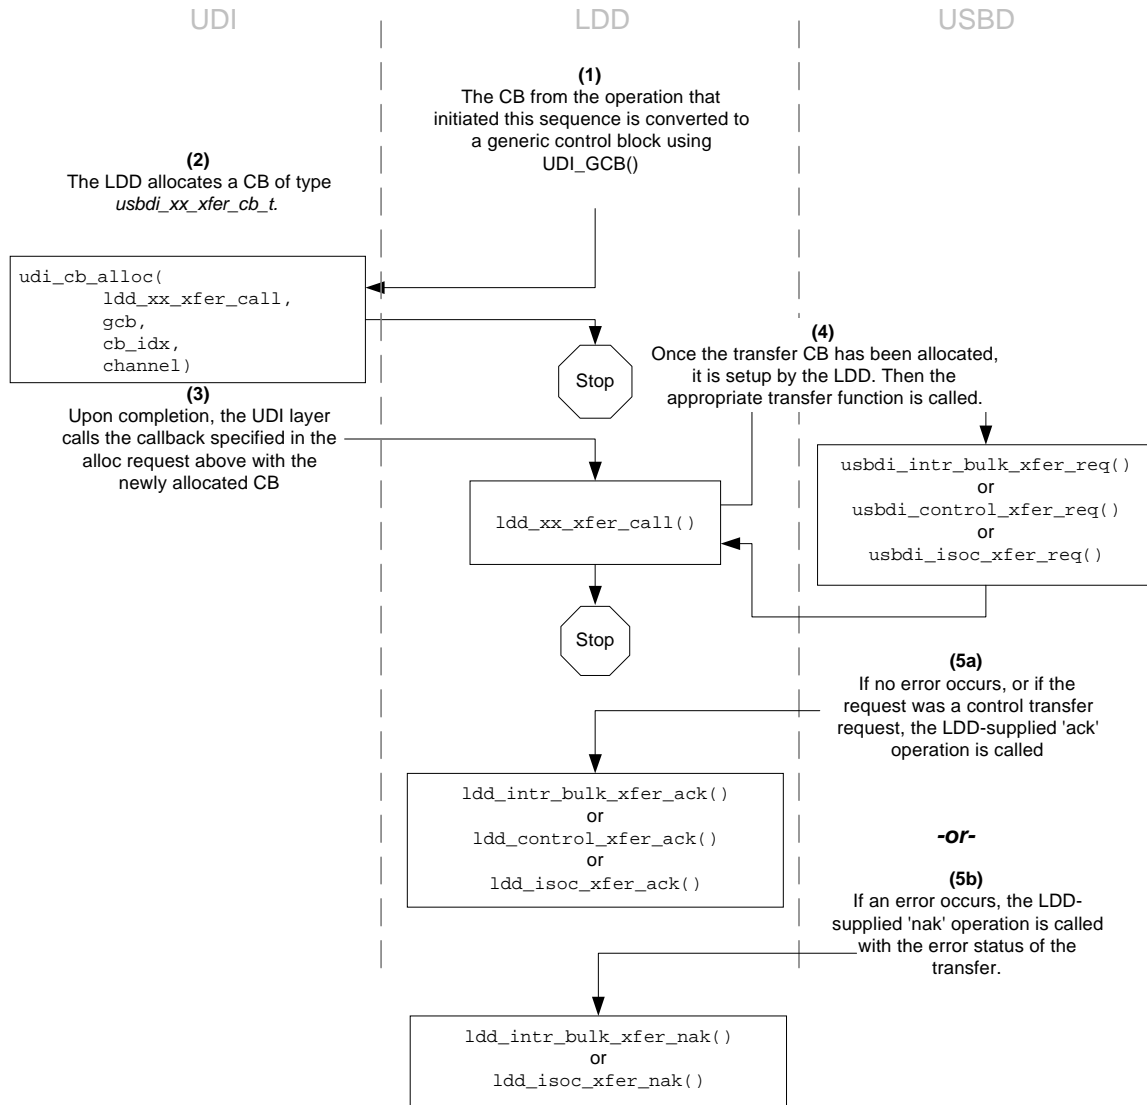 UDI
LDD
USBD
(1)
The CB from the operation that
initiated this sequence is converted to
a generic control block using
UDI_GCB()
(2)
The LDD allocates a CB of type
usbdi_xx_xfer_cb_t.
udi_cb_alloc(
ldd_xx_xfer_call,
gcb,
cb_idx,
channel)
Stop
(3)
Upon completion, the UDI layer
calls the callback specified in the
alloc request above with the
newly allocated CB
(4)
Once the transfer CB has been allocated,
it is setup by the LDD. Then the
appropriate transfer function is called.
usbdi_intr_bulk_xfer_req()
or
usbdi_control_xfer_req()
or
usbdi_isoc_xfer_req()
ldd_xx_xfer_call()
Stop
(5a)
If no error occurs, or if the
request was a control transfer
request, the LDD-supplied 'ack'
operation is called
ldd_intr_bulk_xfer_ack()
or
ldd_control_xfer_ack()
or
ldd_isoc_xfer_ack()
-or-
(5b)
If an error occurs, the LDD-
supplied 'nak' operation is called
with the error status of the
transfer.
ldd_intr_bulk_xfer_nak()
or
ldd_isoc_xfer_nak()